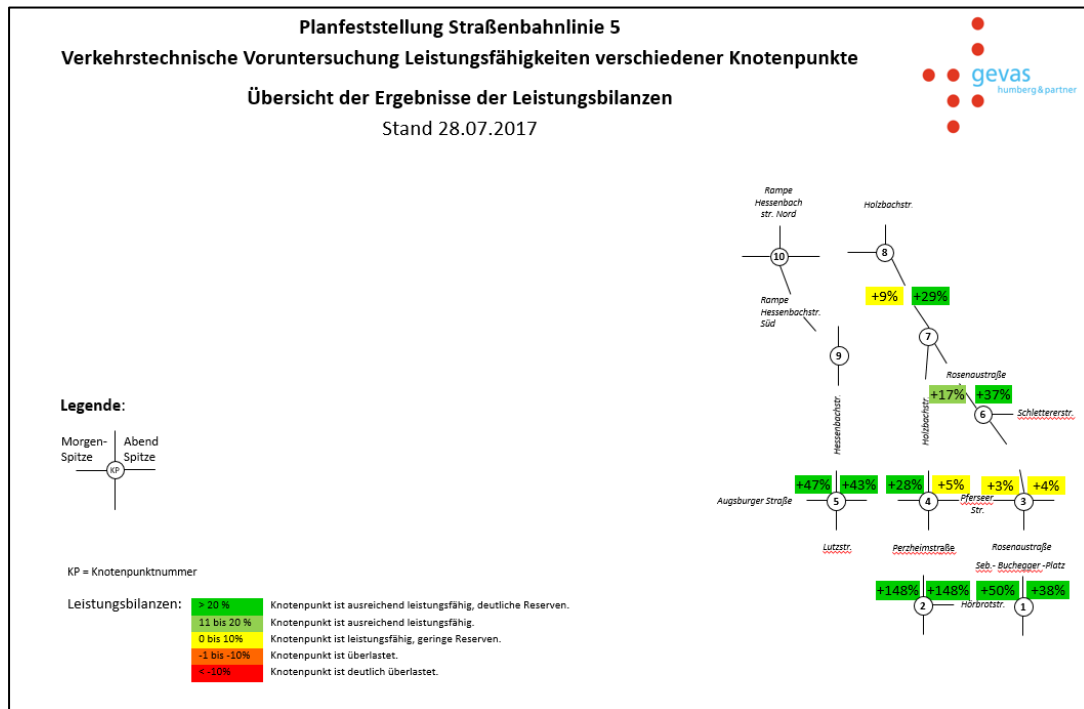 Planfeststellung Straßenbahnlinie 5
Verkehrstechnische Voruntersuchung Leistungsfähigkeiten verschiedener Knotenpunkte
Übersicht der Ergebnisse der Leistungsbilanzen
Stand 28.07.2017
gevas
humberg & partner
Rampe
Hessenbach
str. Nord
Holzbachstr.
10
8
Rampe
Hessenbachstr.
Süd
+9% +29%
7
9
Rosenaustraße
+17% +37%
6
Schlettererstr.
Hessenbachstr.
Holzbachstr.
Legende:
Morgen-
Spitze
Abend
Spitze
KP
+47% +43% +28% +5% +3% +4%
Augsburger Straße
5
4
Pferseer
Str.
3
Lutzstr.
Perzheimstraße
Rosenaustraße
Seb.- Buchegger -Platz
+148% +148% +50% +38%
2
Hörbrotstr.
1
KP = Knotenpunktnummer
Leistungsbilanzen:
> 20 % Knotenpunkt ist ausreichend leistungsfähig, deutliche Reserven.
11 bis 20 % Knotenpunkt ist ausreichend leistungsfähig.
0 bis 10% Knotenpunkt ist leistungsfähig, geringe Reserven.
-1 bis -10% Knotenpunkt ist überlastet.
< -10% Knotenpunkt ist deutlich überlastet.